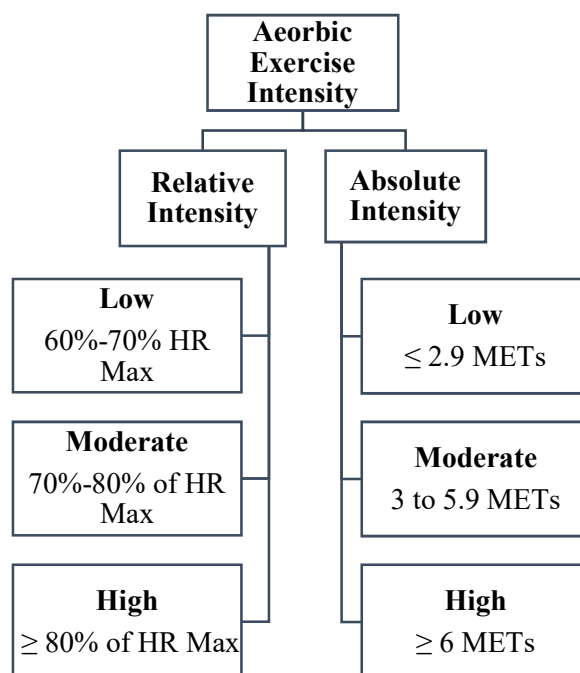 Aeorbic
Exercise
Intensity
Relative
Intensity
Low
60%-70% HR
Max
Moderate
70%-80% of HR
Max
High
≥ 80% of HR Max
Absolute
Intensity
Low
≤ 2.9 METs
Moderate
3 to 5.9 METs
High
≥ 6 METs